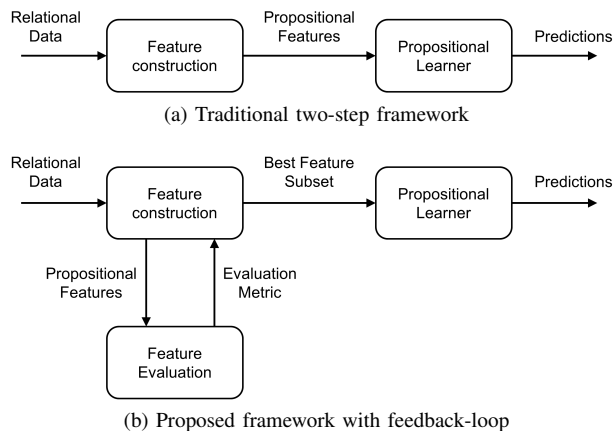 Relational
Data
Feature
construction
Propositional
Features
Propositional
Learner
Predictions
(a) Traditional two-step framework
Relational
Data
Feature
construction
Best Feature
Subset
Propositional
Learner
Predictions
Propositional
Features
Evaluation
Metric
Feature
Evaluation
(b) Proposed framework with feedback-loop